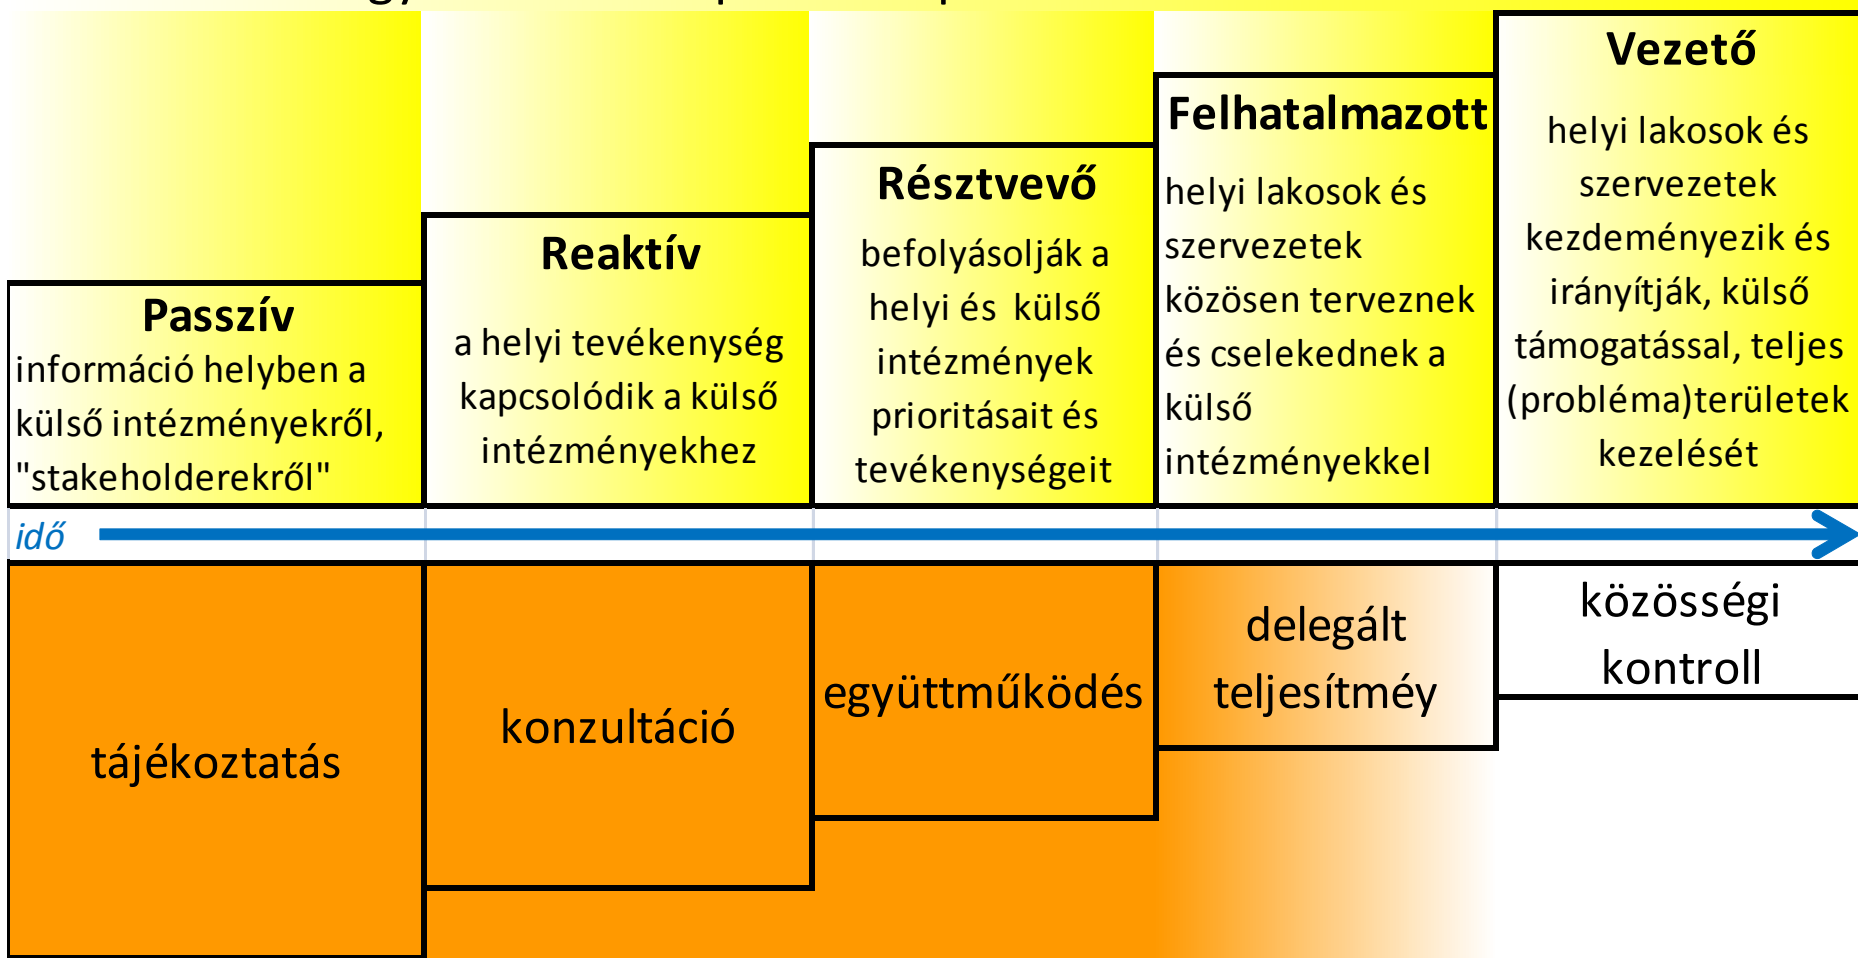 Passzív
információ helyben a
külső intézményekről,
"stakeholderekről"
Reaktív
a helyi tevékenység
kapcsolódik a külső
intézményekhez
Résztvevő
befolyásolják a
helyi és külső
intézmények
prioritásait és
tevékenységeit
Felhatalmazott
helyi lakosok és
szervezetek
közösen terveznek
és cselekednek a
külső
intézményekkel
Vezető
helyi lakosok és
szervezetek
kezdeményezik és
irányítják, külső
támogatással, teljes
(probléma)területek
kezelését
idő
tájékoztatás
konzultáció
együttműködés
delegált
teljesítméy
közösségi
kontroll